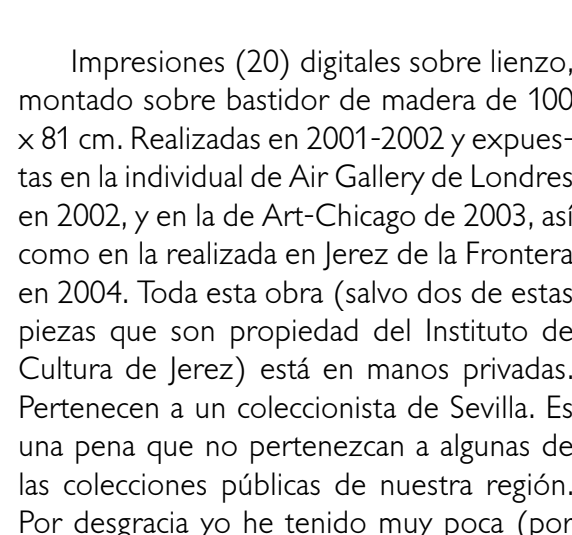 Impresiones (20) digitales sobre lienzo,
montado sobre bastidor de madera de 100
x 81 cm. Realizadas en 2001-2002 y expues-
tas en la individual de Air Gallery de Londres
en 2002, y en la de Art-Chicago de 2003, así
como en la realizada en Jerez de la Frontera
en 2004. Toda esta obra (salvo dos de estas
piezas que son propiedad del Instituto de
Cultura de Jerez) está en manos privadas.
Pertenecen a un coleccionista de Sevilla. Es
una pena que no pertenezcan a algunas de
las colecciones públicas de nuestra región.
Por desgracia yo he tenido muy poca (por